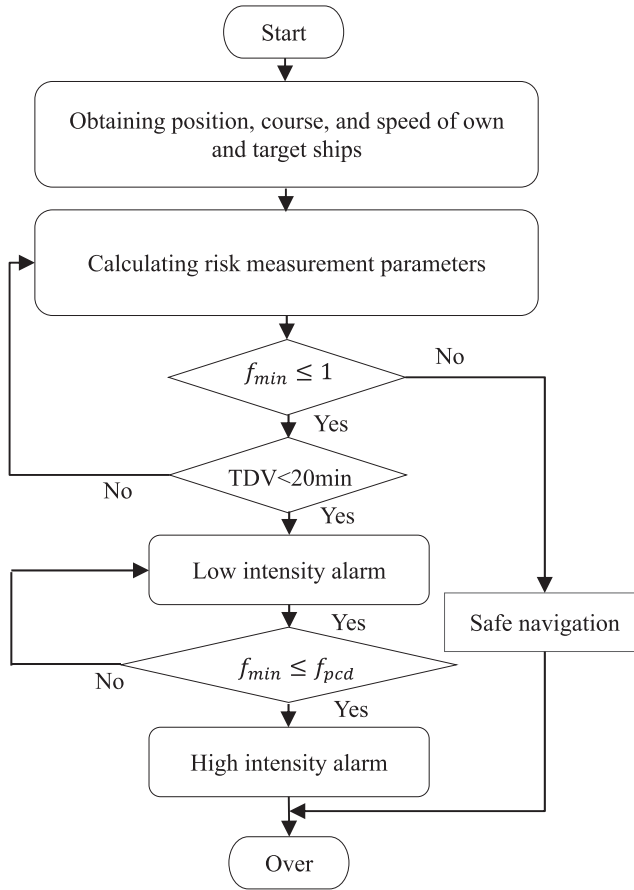 Start
Obtaining position, course, and speed of own
and target ships
Calculating risk measurement parameters
f_min ≤ 1
No
Yes
TDV<20min
No
Yes
Low intensity alarm
Yes
Safe navigation
f_min ≤ f_pcd
No
Yes
High intensity alarm
Over